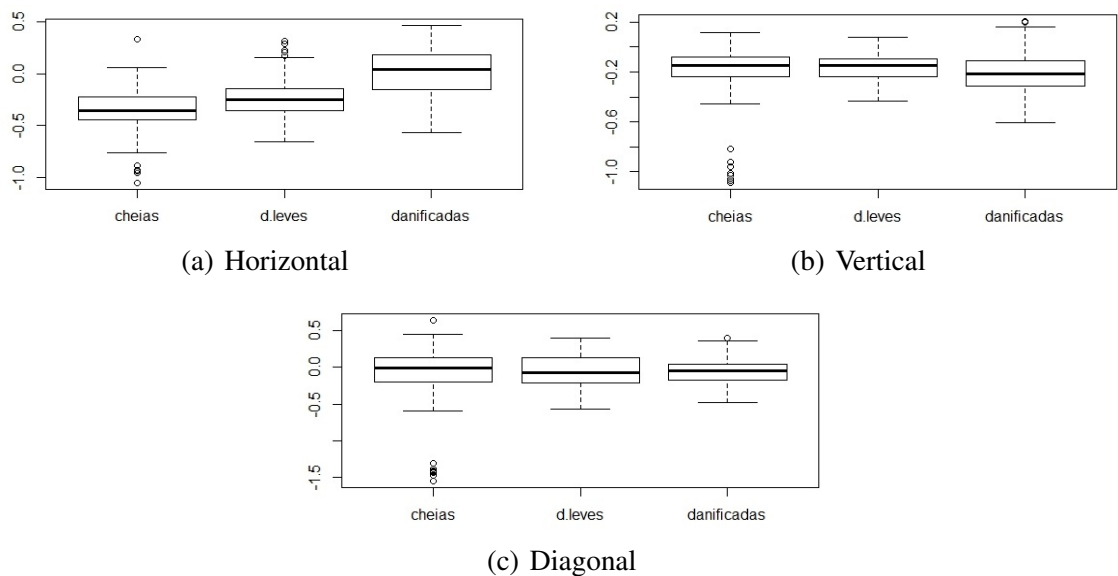 0.5
0.0
-0.5
-1.0
cheias d.leves danificadas
(a) Horizontal
0.2
-0.2
-0.6
-1.0
cheias d.leves danificadas
(b) Vertical
0.5
0.0
-0.5
-1.5
cheias d.leves danificadas
(c) Diagonal